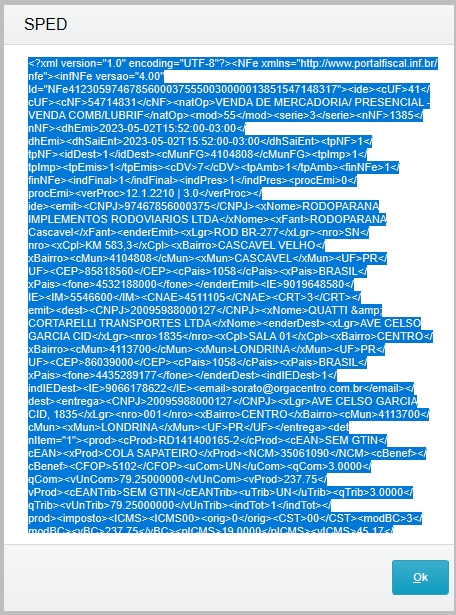 SPED
<?xml version="1.0" encoding="UTF-8"?><NFe xmlns="http://www.portalfiscal.inf.br/
nfe"><infNFe versao="4.00"
Id="NFe41230597467856000375550030000013851547148317"><ide><cUF>41</
cUF><cNF>54714831</cNF><natOp>VENDA DE MERCADORIA/ PRESENCIAL -
VENDA COMB/LUBRIF</natOp><mod>55</mod><serie>3</serie><nNF>1385</
nNF><dhEmi>2023-05-02T15:52:00-03:00</
dhEmi><dhSaiEnt>2023-05-02T15:52:00-03:00</dhSaiEnt><tpNF>1</
tpNF><idDest>1</idDest><cMunFG>4104808</cMunFG><tpImp>1</
tpImp><tpEmis>1</tpEmis><cDV>7</cDV><tpAmb>1</tpAmb><finNFe>1</
finNFe><indFinal>1</indFinal><indPres>1</indPres><procEmi>0</
procEmi><verProc>12.1.2210 | 3.0</verProc></
ide><emit><CNPJ>97467856000375</CNPJ><xNome>RODOPARANA
IMPLEMENTOS RODOVIARIOS LTDA</xNome><xFant>RODOPARANA
Cascavel</xFant><enderEmit><xLgr>ROD BR-277</xLgr><nro>SN</
nro><xCpl>KM 583,3</xCpl><xBairro>CASCAVEL VELHO</
xBairro><cMun>4104808</cMun><xMun>CASCAVEL</xMun><UF>PR</
UF><CEP>85818560</CEP><cPais>1058</cPais><xPais>BRASIL</
xPais><fone>4532188000</fone></enderEmit><IE>9019648580</
IE><IM>5546600</IM><CNAE>4511105</CNAE><CRT>3</CRT></
emit><dest><CNPJ>20095988000127</CNPJ><xNome>QUATTI &amp;
CORTARELLI TRANSPORTES LTDA</xNome><enderDest><xLgr>AVE CELSO
GARCIA CID</xLgr><nro>1835</nro><xCpl>SALA 01</xCpl><xBairro>CENTRO</
xBairro><cMun>4113700</cMun><xMun>LONDRINA</xMun><UF>PR</
UF><CEP>86039000</CEP><cPais>1058</cPais><xPais>BRASIL</
xPais><fone>4435289177</fone></enderDest><indIEDest>1</
indIEDest><IE>9066178622</IE><email>sorato@orgacentro.com.br</email></
dest><entrega><CNPJ>20095988000127</CNPJ><xLgr>AVE CELSO GARCIA
CID, 1835</xLgr><nro>001</nro><xBairro>CENTRO</xBairro><cMun>4113700</
cMun><xMun>LONDRINA</xMun><UF>PR</UF></entrega><det
nItem="1"><prod><cProd>RD141400165-2</cProd><cEAN>SEM GTIN</
cEAN><xProd>COLA SAPATEIRO</xProd><NCM>35061090</NCM><cBenef></
cBenef><CFOP>5102</CFOP><uCom>UN</uCom><qCom>3.0000</
qCom><vUnCom>79.25000000</vUnCom><vProd>237.75</
vProd><cEANTrib>SEM GTIN</cEANTrib><uTrib>UN</uTrib><qTrib>3.0000</
qTrib><vUnTrib>79.25000000</vUnTrib><indTot>1</indTot></
prod><imposto><ICMS><ICMS00><orig>0</orig><CST>00</CST><modBC>3</
modBC><vBC>237.75</vBC><pICMS>19.0000</pICMS><vICMS>45.17</
Ok